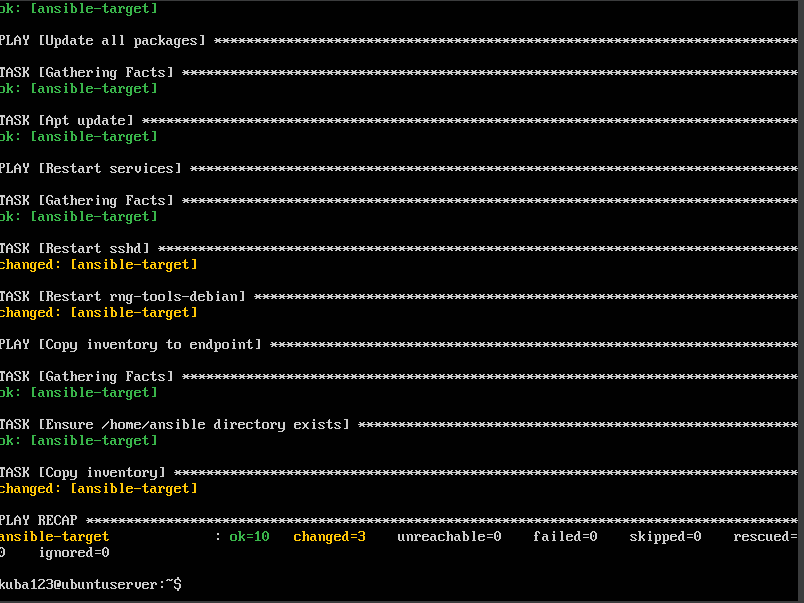 ok: [ansible-target]
PLAY [Update all packages] *************************************************************************
TASK [Gathering Facts] *****************************************************************************
ok: [ansible-target]
TASK [Apt update] **********************************************************************************
ok: [ansible-target]
PLAY [Restart services] ****************************************************************************
TASK [Gathering Facts] *****************************************************************************
ok: [ansible-target]
TASK [Restart sshd] ********************************************************************************
changed: [ansible-target]
TASK [Restart rng-tools-debian] ********************************************************************
changed: [ansible-target]
PLAY [Copy inventory to endpoint] ******************************************************************
TASK [Gathering Facts] *****************************************************************************
ok: [ansible-target]
TASK [Ensure /home/ansible directory exists] *******************************************************
ok: [ansible-target]
TASK [Copy inventory] ******************************************************************************
changed: [ansible-target]
PLAY RECAP *****************************************************************************************
ansible-target             : ok=10   changed=3    unreachable=0    failed=0    skipped=0    rescued=
0    ignored=0
kuba123@ubuntuserver:~$